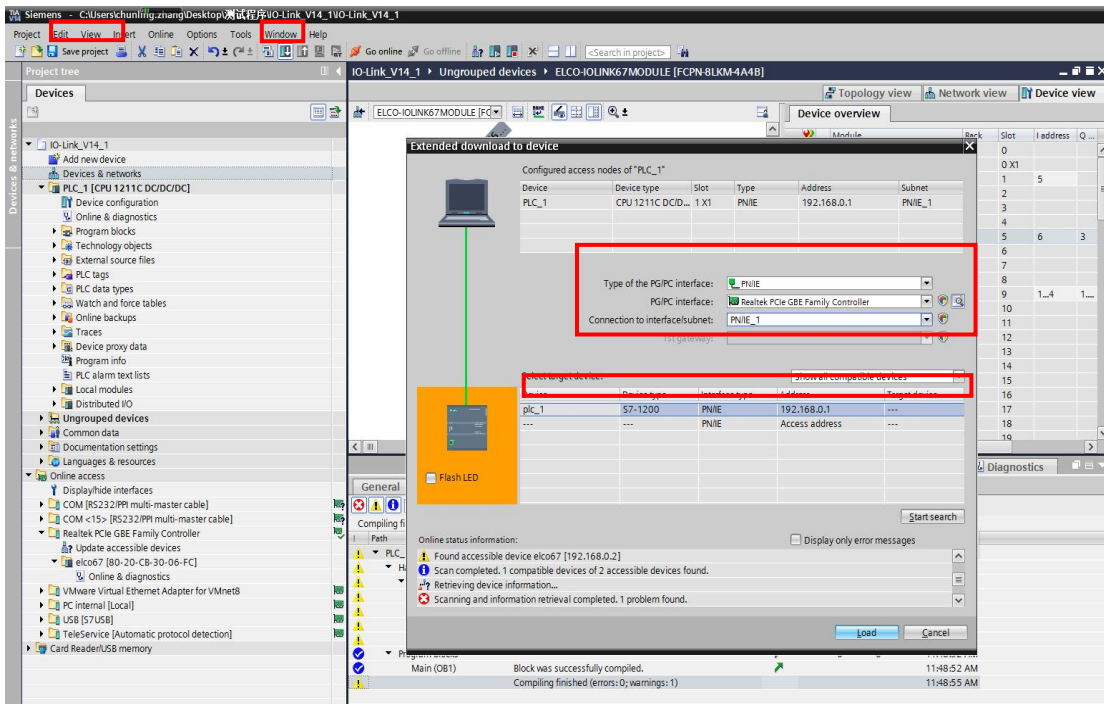 Siemens - C:\Users\chunling.zhang\Desktop\测试程序\IO-Link_V14_1\IO-Link_V14_1
Project Edit View Insert Online Options Tools Window Help
Save project Go online Go offline <Search in project>
Project tree
IO-Link_V14_1 ▸ Ungrouped devices ▸ ELCO-IOLINK67MODULE [FCPN-8LKM-4A4B]
Devices
Topology view Network view Device view
ELCO-IOLINK67MODULE [FC
Device overview
Module Rack Slot I address Q ...
Devices & networks
IO-Link_V14_1
Add new device
Devices & networks
PLC_1 [CPU 1211C DC/DC/DC]
Device configuration
Online & diagnostics
Program blocks
Technology objects
External source files
PLC tags
PLC data types
Watch and force tables
Online backups
Traces
Device proxy data
Program info
PLC alarm text lists
Local modules
Distributed I/O
Ungrouped devices
Common data
Documentation settings
Languages & resources
Online access
Display/hide interfaces
COM [RS232/PPI multi-master cable]
COM <15> [RS232/PPI multi-master cable]
Realtek PCIe GBE Family Controller
Update accessible devices
elco67 [80-20-CB-30-06-FC]
Online & diagnostics
VMware Virtual Ethernet Adapter for VMnet8
PC internal [Local]
USB [S7USB]
TeleService [Automatic protocol detection]
Card Reader/USB memory
Extended download to device
Configured access nodes of "PLC_1"
Device Device type Slot Type Address Subnet
PLC_1 CPU 1211C DC/D... 1 X1 PN/IE 192.168.0.1 PN/IE_1
Type of the PG/PC interface: PN/IE
PG/PC interface: Realtek PCIe GBE Family Controller
Connection to interface/subnet: PN/IE_1
1st gateway:
Select target device: Show all compatible devices
Device Device type Interface type Address Target device
plc_1 S7-1200 PN/IE 192.168.0.1 ---
--- --- PN/IE Access address ---
Flash LED
Start search
Online status information: Display only error messages
Found accessible device elco67 [192.168.0.2]
Scan completed. 1 compatible devices of 2 accessible devices found.
Retrieving device information...
Scanning and information retrieval completed. 1 problem found.
Load Cancel
0
0 X1
1 5
2
3
4
5 6 3
6
7
8
9 1...4 1...
10
11
12
13
14
15
16
17
18
19
Diagnostics
General
Compiling fi
! Path
PLC_
Main (OB1) Block was successfully compiled. 11:48:52 AM
Compiling finished (errors: 0; warnings: 1) 11:48:55 AM